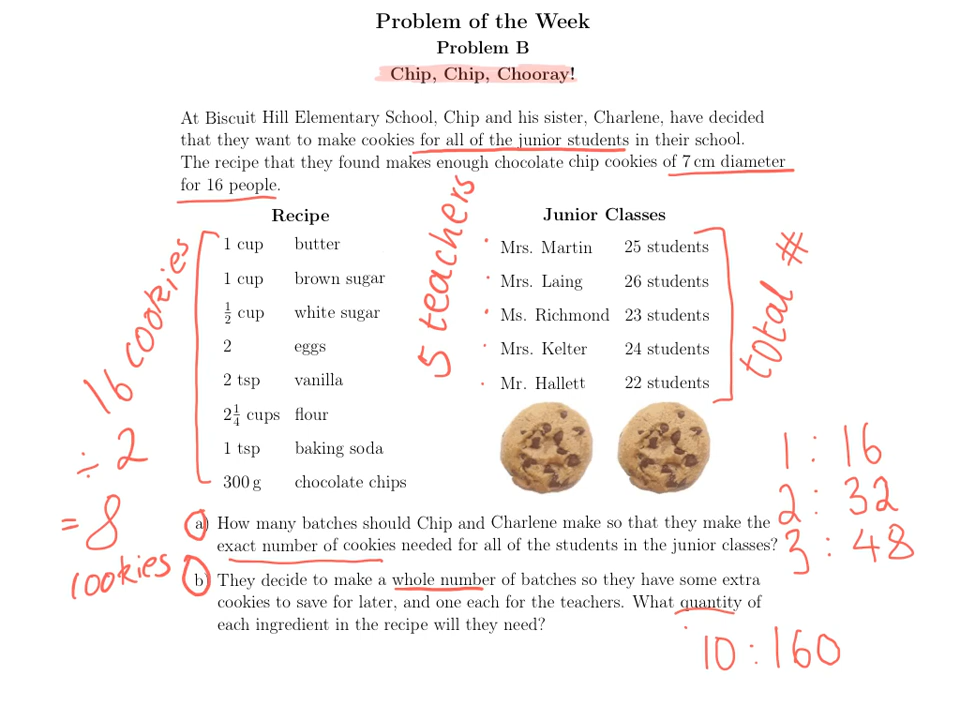 Problem of the Week
Problem B
Chip, Chip, Chooray!
At Biscuit Hill Elementary School, Chip and his sister, Charlene, have decided
that they want to make cookies for all of the junior students in their school.
The recipe that they found makes enough chocolate chip cookies of 7 cm diameter
for 16 people.
Recipe
1 cup butter
1 cup brown sugar
1/2 cup white sugar
2 eggs
2 tsp vanilla
2 1/4 cups flour
1 tsp baking soda
300 g chocolate chips
Junior Classes
Mrs. Martin 25 students
Mrs. Laing 26 students
Ms. Richmond 23 students
Mrs. Kelter 24 students
Mr. Hallett 22 students
16 cookies
÷ 2
= 8
cookies
5 teachers
total #
1 : 16
2 : 32
3 : 48
a) How many batches should Chip and Charlene make so that they make the
exact number of cookies needed for all of the students in the junior classes?
b) They decide to make a whole number of batches so they have some extra
cookies to save for later, and one each for the teachers. What quantity of
each ingredient in the recipe will they need?
10 : 160